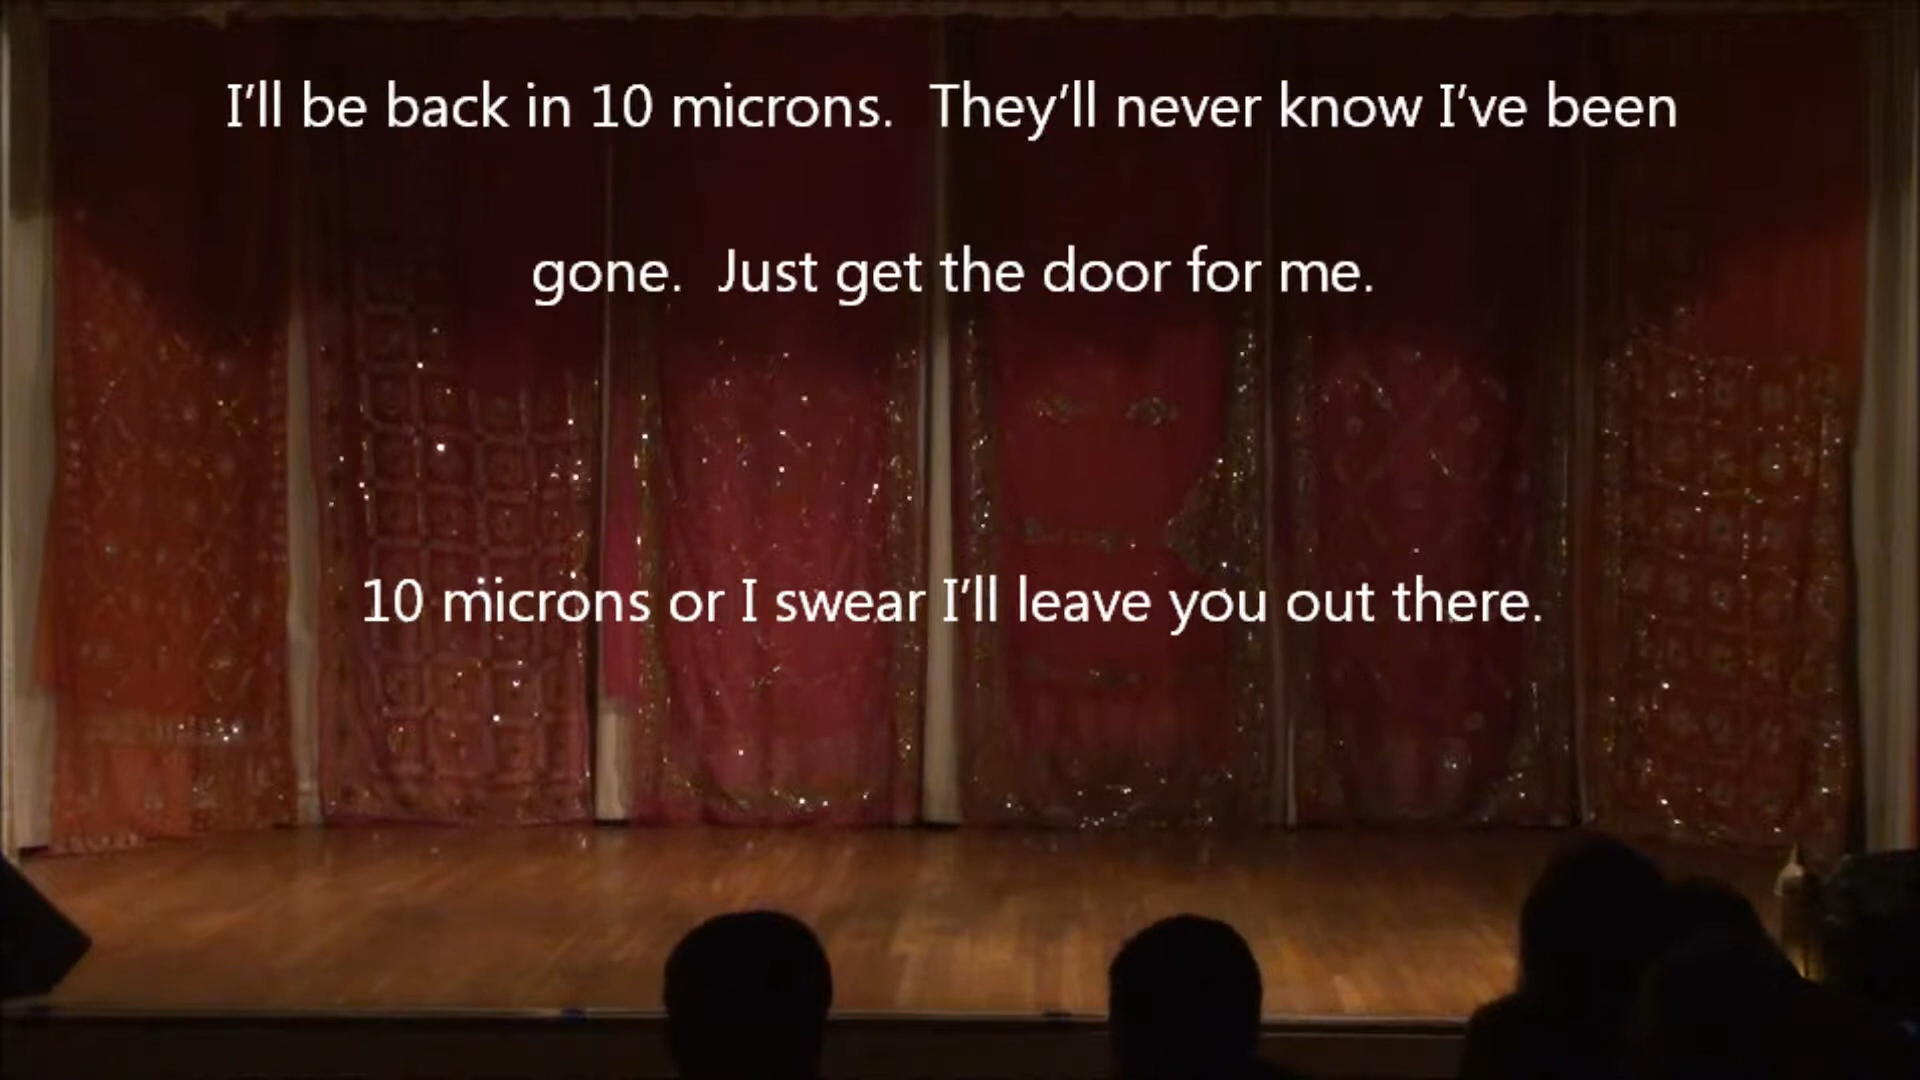 I’ll be back in 10 microns.  They’ll never know I’ve been
gone.  Just get the door for me.
10 microns or I swear I’ll leave you out there.